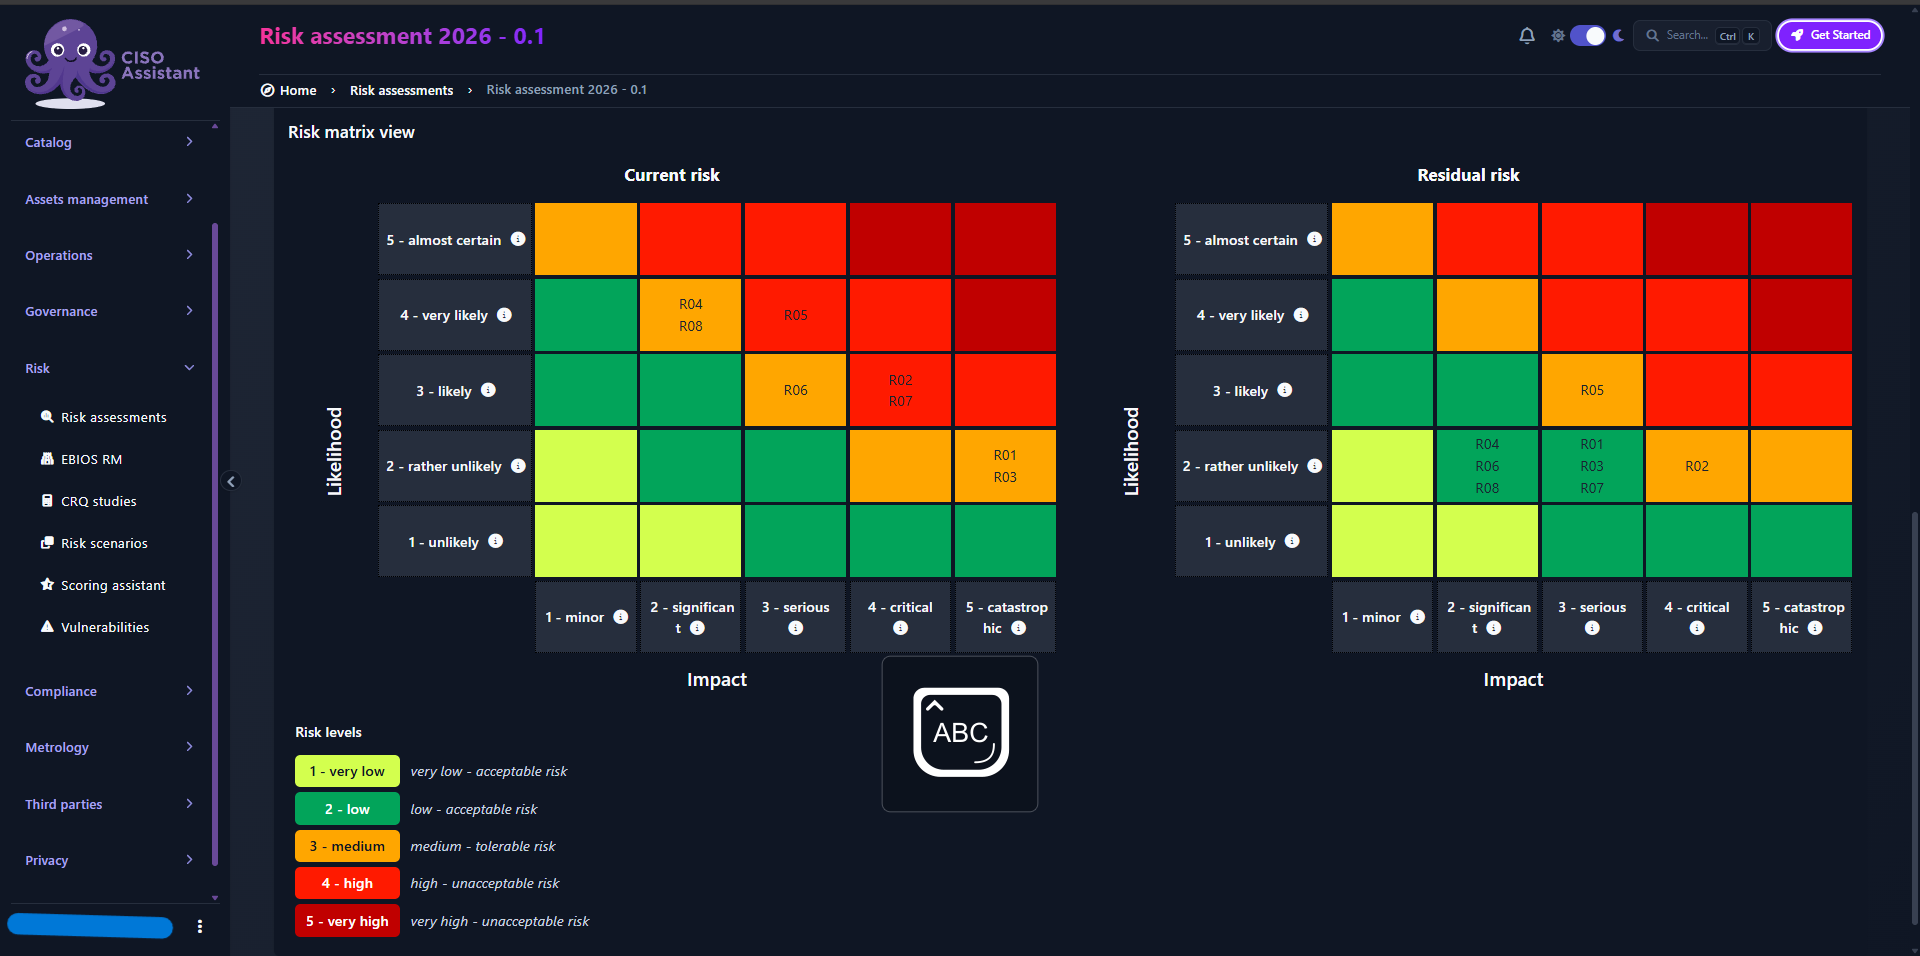 CISO
Assistant
Risk assessment 2026 - 0.1
Search...
Ctrl
K
Get Started
Home › Risk assessments › Risk assessment 2026 - 0.1
Catalog
Assets management
Operations
Governance
Risk
Risk assessments
EBIOS RM
CRQ studies
Risk scenarios
Scoring assistant
Vulnerabilities
Compliance
Metrology
Third parties
Privacy
Risk matrix view
Current risk
Likelihood
5 - almost certain
4 - very likely
R04
R08
R05
3 - likely
R06
R02
R07
2 - rather unlikely
R01
R03
1 - unlikely
1 - minor
2 - significan
t
3 - serious
4 - critical
5 - catastrop
hic
Impact
Residual risk
Likelihood
5 - almost certain
4 - very likely
3 - likely
R05
2 - rather unlikely
R04
R06
R08
R01
R03
R07
R02
1 - unlikely
1 - minor
2 - significan
t
3 - serious
4 - critical
5 - catastrop
hic
Impact
ABC
Risk levels
1 - very low
very low - acceptable risk
2 - low
low - acceptable risk
3 - medium
medium - tolerable risk
4 - high
high - unacceptable risk
5 - very high
very high - unacceptable risk